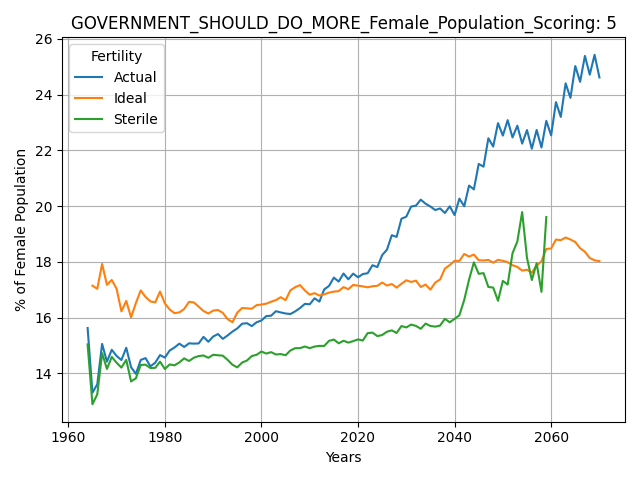 GOVERNMENT_SHOULD_DO_MORE_Female_Population_Scoring: 5
26
24
22
20
18
16
14
% of Female Population
Fertility
Actual
Ideal
Sterile
1960
1980
2000
2020
2040
2060
Years